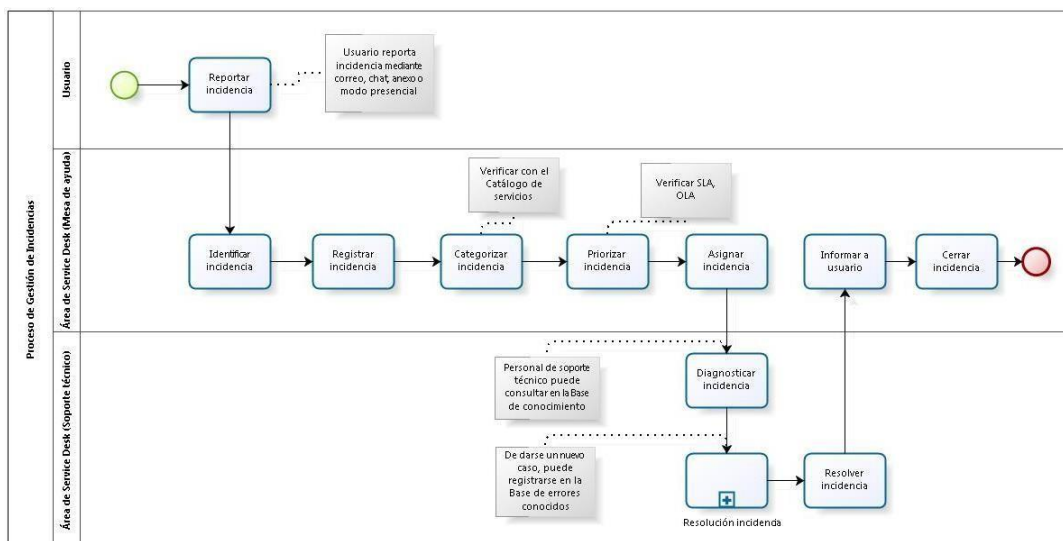 Proceso de Gestión de Incidencias
Usuario
Reportar
incidencia
Usuario reporta
incidencia mediante
correo, chat, anexo o
modo presencial
Área de Service Desk (Mesa de ayuda)
Verificar con el
Catálogo de
servicios
Verificar SLA,
OLA
Identificar
incidencia
Registrar
incidencia
Categorizar
incidencia
Priorizar
incidencia
Asignar
incidencia
Informar a
usuario
Cerrar
incidencia
Área de Service Desk (Soporte técnico)
Personal de soporte
técnico puede
consultar en la Base
de conocimiento
Diagnosticar
incidencia
De darse un nuevo
caso, puede
registrarse en la
Base de errores
conocidos
Resolución incidenda
Resolver
incidencia